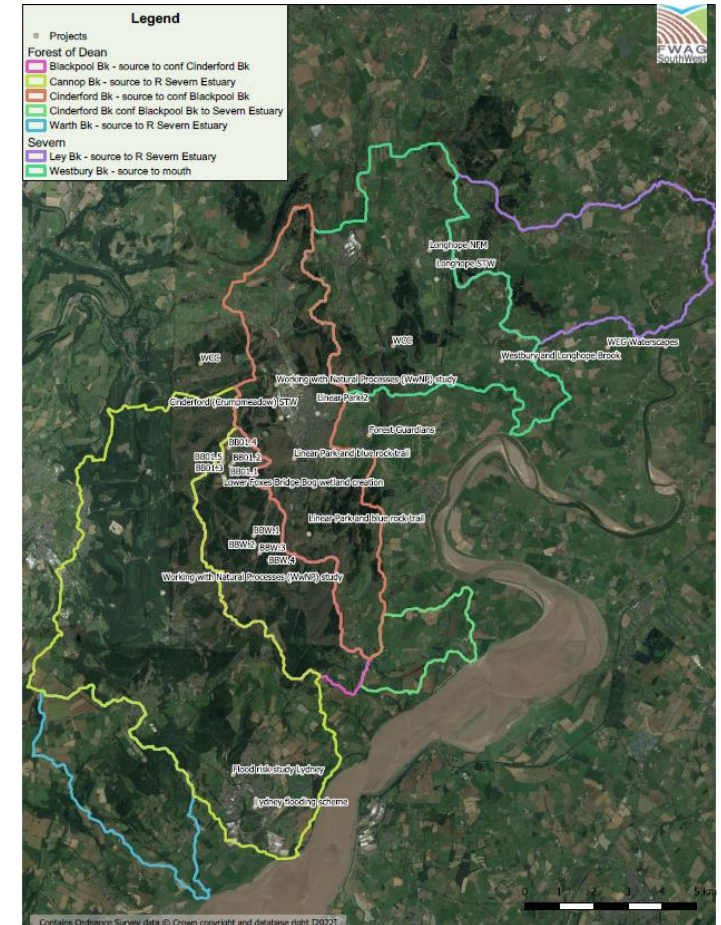 Legend
Projects
Forest of Dean
Blackpool Bk - source to conf Cinderford Bk
Cannop Bk - source to R Severn Estuary
Cinderford Bk - source to conf Blackpool Bk
Cinderford Bk conf Blackpool Bk to Severn Estuary
Warth Bk - source to R Severn Estuary
Severn
Ley Bk - source to R Severn Estuary
Westbury Bk - source to mouth
FWAG
SouthWest
Longhope NFM
Longhope STW
WCC
WCC
WEG Waterscapes
Westbury and Longhope Brook
Working with Natural Processes (WwNP) study
Linear Park 2
Cinderford (Crumpmeadow) STW
Forest Guardians
BB01.4
BB01.5
BB01.2
BB01.3
BB01.1
Linear Park and blue rock trail
Lower Foxes Bridge Bog wetland creation
Linear Park and blue rock trail
BBW.1
BBW.2
BBW.3
BBW.4
Working with Natural Processes (WwNP) study
Flood risk study Lydney
Lydney flooding scheme
0 1 2 3 4 5 km
Contains Ordnance Survey data © Crown copyright and database right [2022]